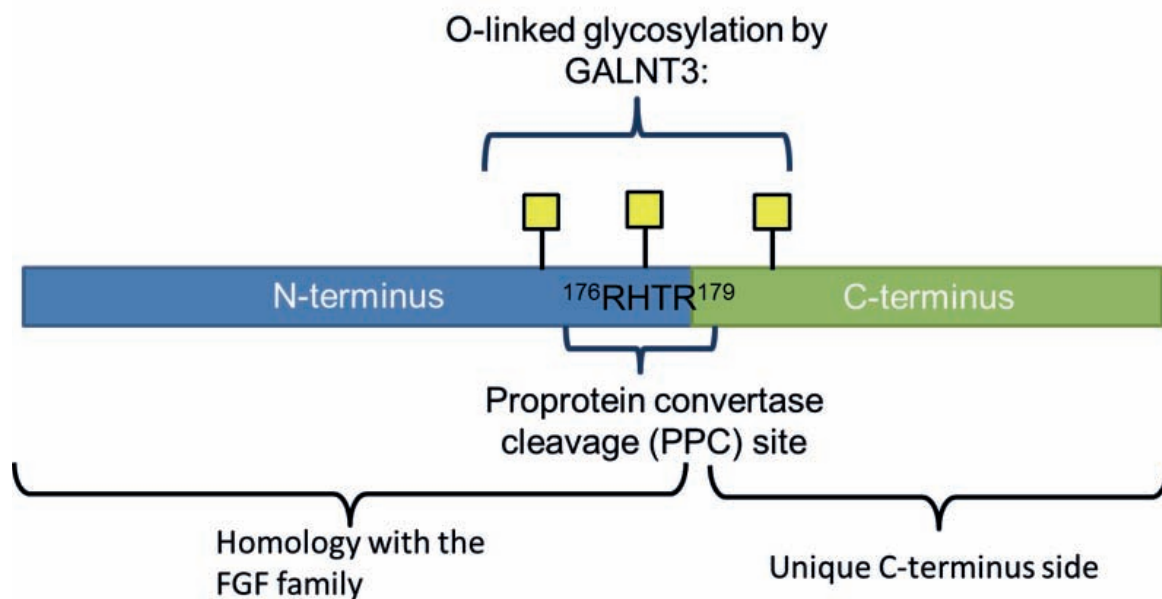 O-linked glycosylation by
GALNT3:
N-terminus
¹⁷⁶RHTR¹⁷⁹
C-terminus
Proprotein convertase
cleavage (PPC) site
Homology with the
FGF family
Unique C-terminus side